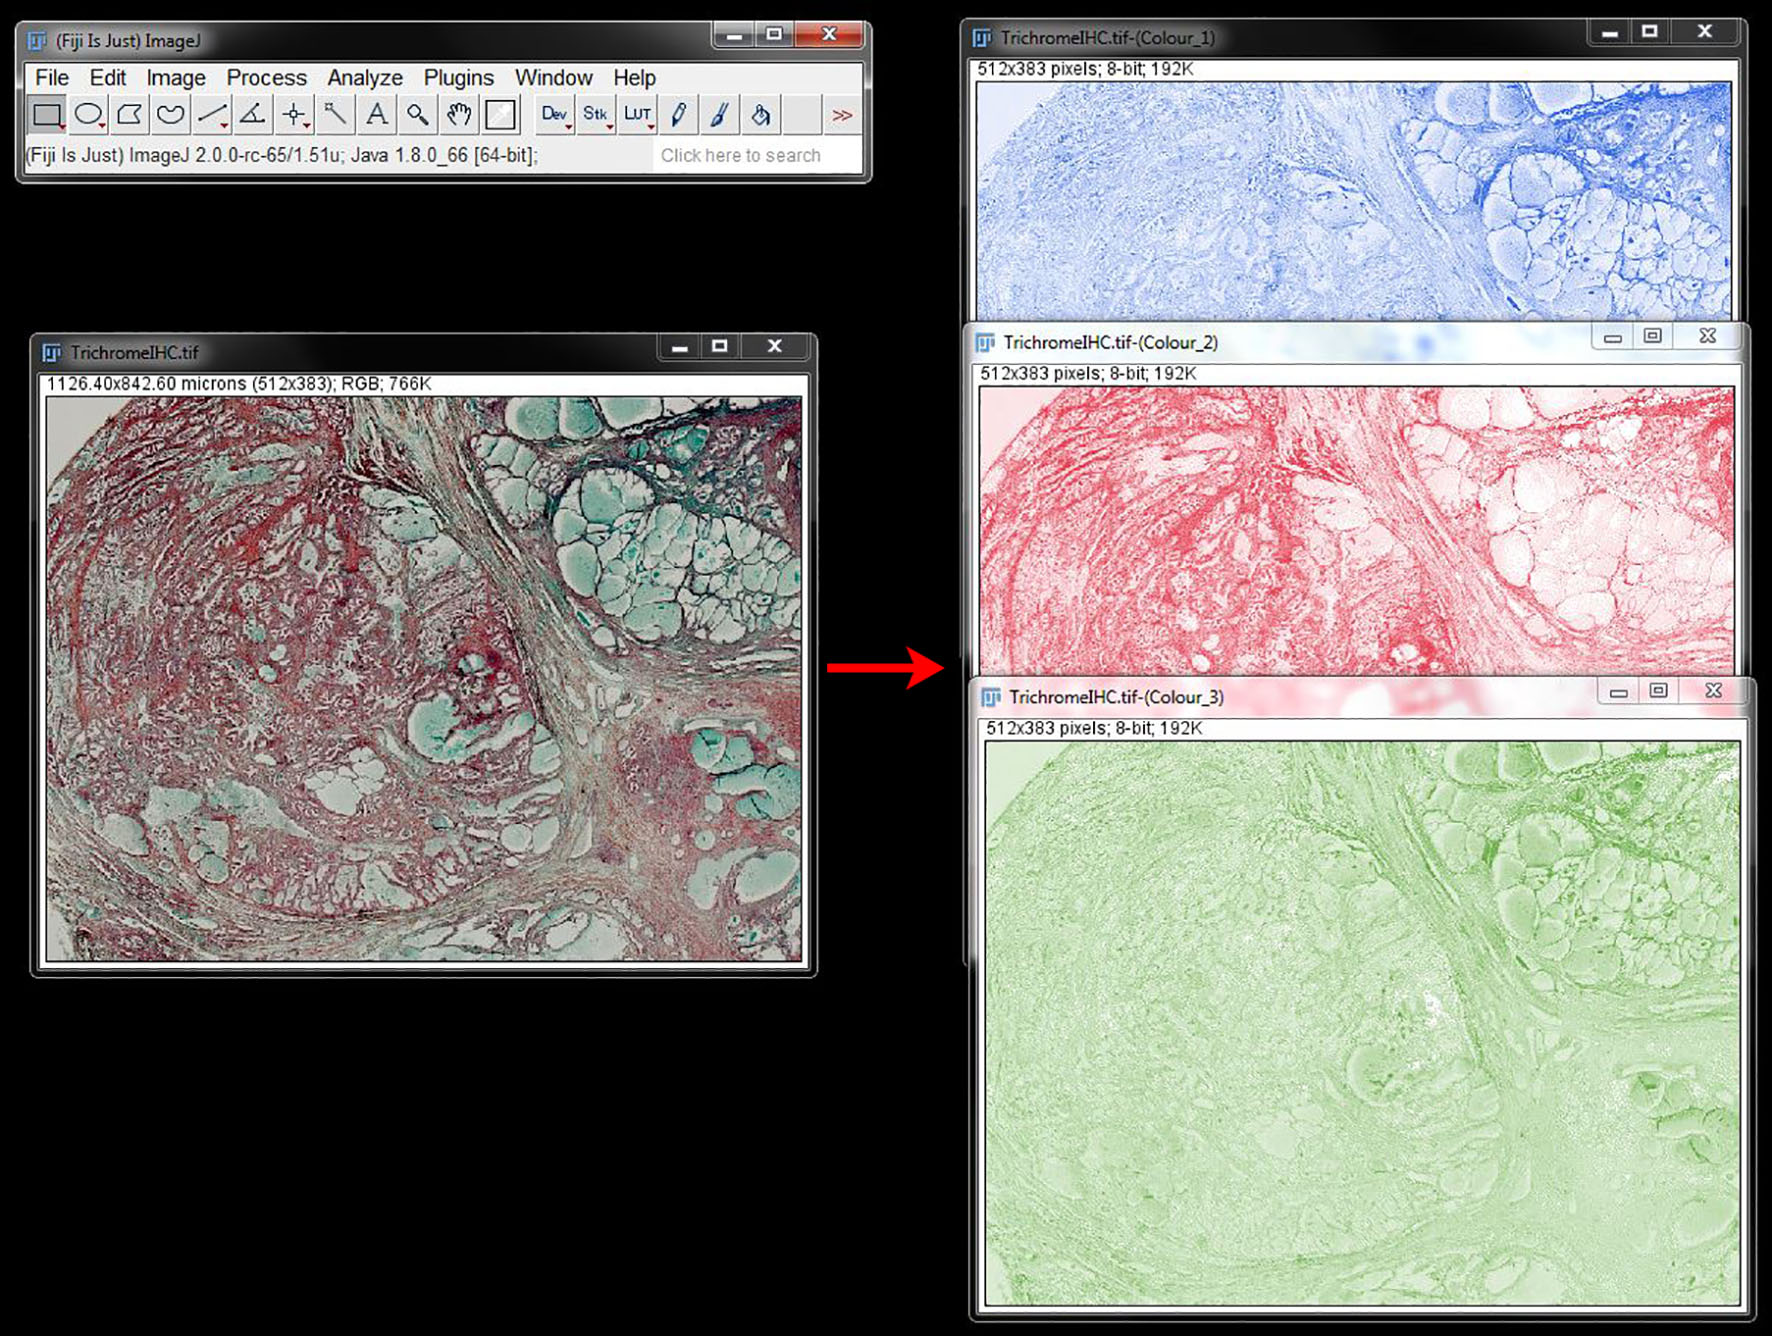 (Fiji Is Just) ImageJ
File Edit Image Process Analyze Plugins Window Help
A Dev Stk LUT >>
(Fiji Is Just) ImageJ 2.0.0-rc-65/1.51u; Java 1.8.0_66 [64-bit]; Click here to search
TrichromeIHC.tif
1126.40x842.60 microns (512x383); RGB; 766K
TrichromeIHC.tif-(Colour_1)
512x383 pixels; 8-bit; 192K
TrichromeIHC.tif-(Colour_2)
512x383 pixels; 8-bit; 192K
TrichromeIHC.tif-(Colour_3)
512x383 pixels; 8-bit; 192K